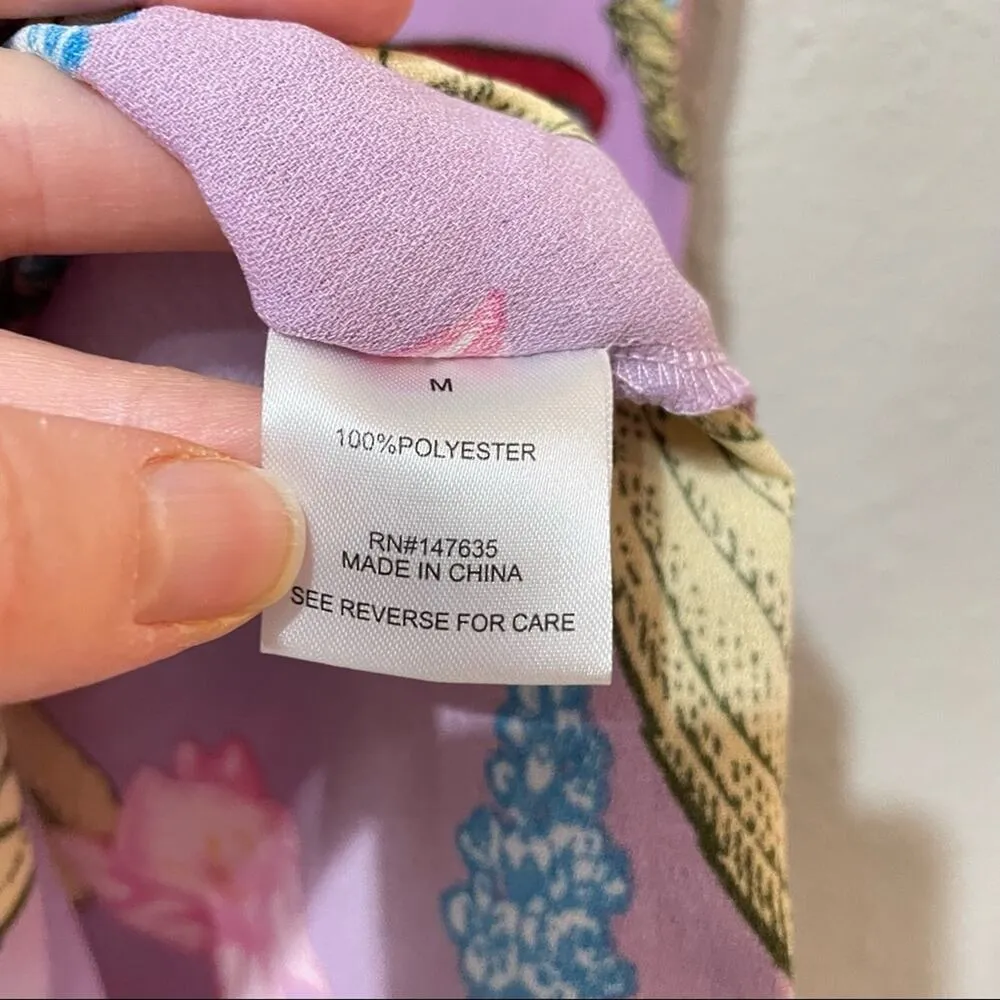 M
100%POLYESTER
RN#147635
MADE IN CHINA
SEE REVERSE FOR CARE